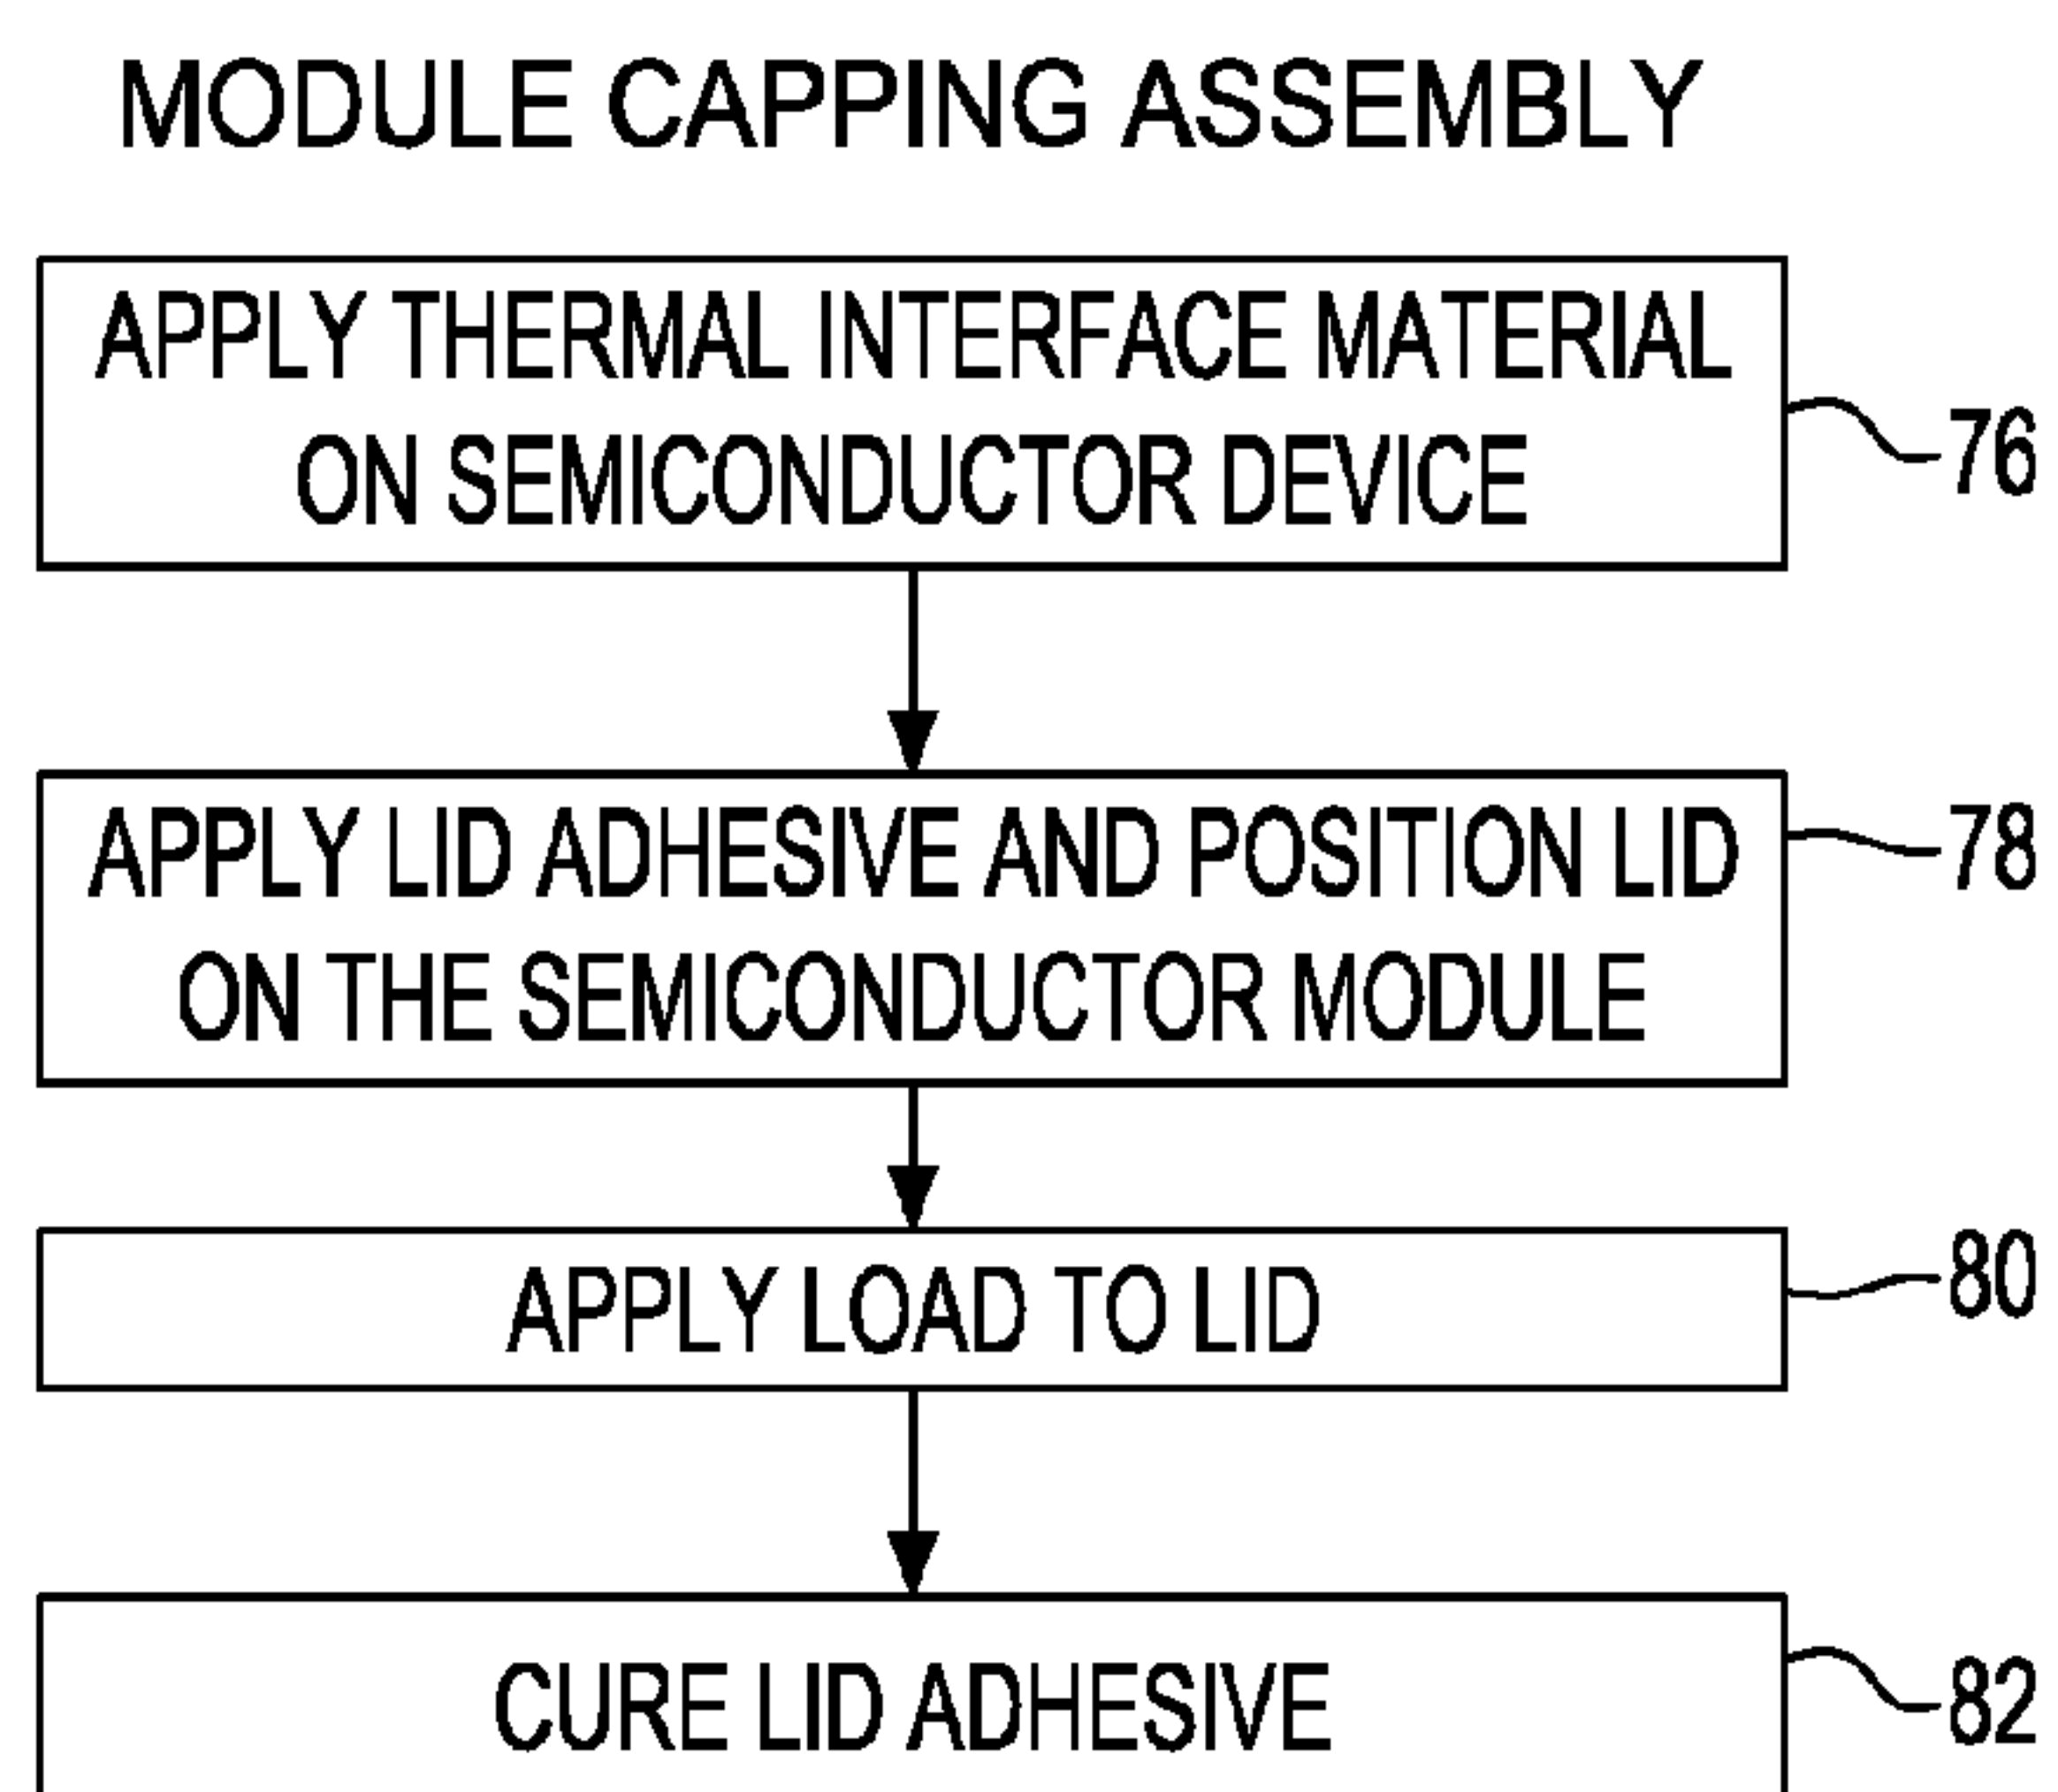 MODULE CAPPING ASSEMBLY
APPLY THERMAL INTERFACE MATERIAL
ON SEMICONDUCTOR DEVICE
76
APPLY LID ADHESIVE AND POSITION LID
ON THE SEMICONDUCTOR MODULE
78
APPLY LOAD TO LID
80
CURE LID ADHESIVE
82